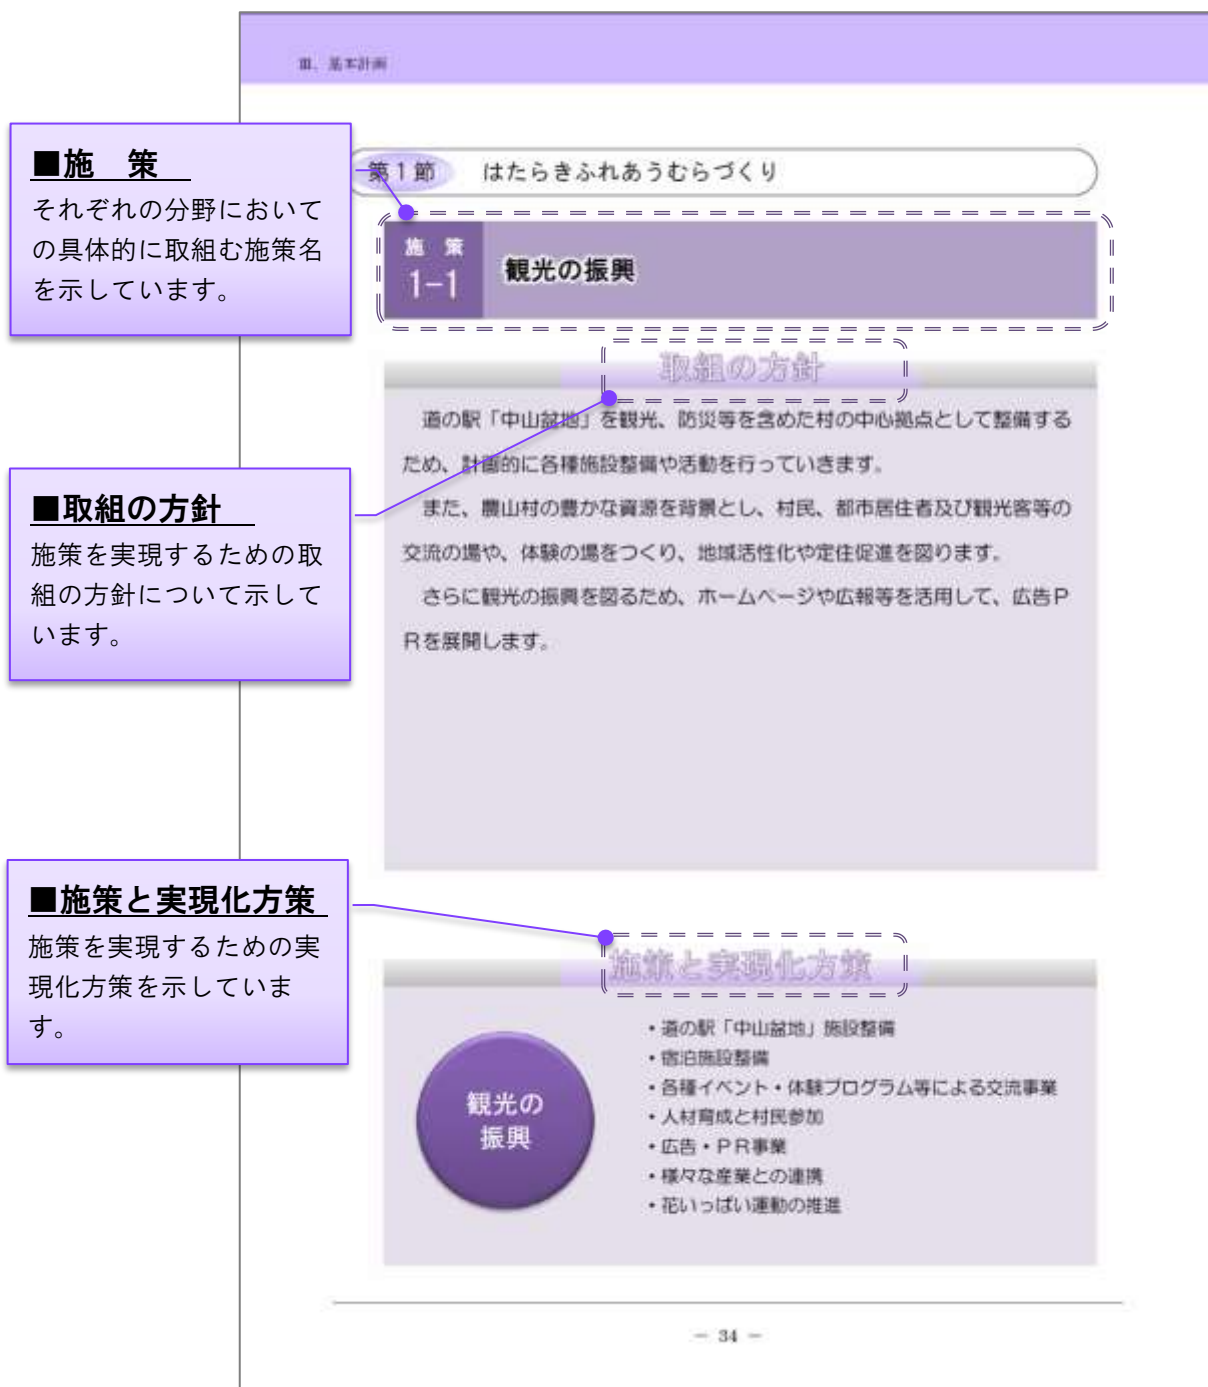 Ⅲ、基本計画
■施　策
それぞれの分野において
の具体的に取組む施策名
を示しています。
第1節　はたらきふれあうむらづくり
施　策
1-1
観光の振興
取組の方針
道の駅「中山盆地」を観光、防災等を含めた村の中心拠点として整備する
ため、計画的に各種施設整備や活動を行っていきます。
また、農山村の豊かな資源を背景とし、村民、都市居住者及び観光客等の
交流の場や、体験の場をつくり、地域活性化や定住促進を図ります。
さらに観光の振興を図るため、ホームページや広報等を活用して、広告Ｐ
Ｒを展開します。
■取組の方針
施策を実現するための取
組の方針について示して
います。
■施策と実現化方策
施策を実現するための実
現化方策を示していま
す。
施策と実現化方策
観光の
振興
・道の駅「中山盆地」施設整備
・宿泊施設整備
・各種イベント・体験プログラム等による交流事業
・人材育成と村民参加
・広告・ＰＲ事業
・様々な産業との連携
・花いっぱい運動の推進
－ 34 －